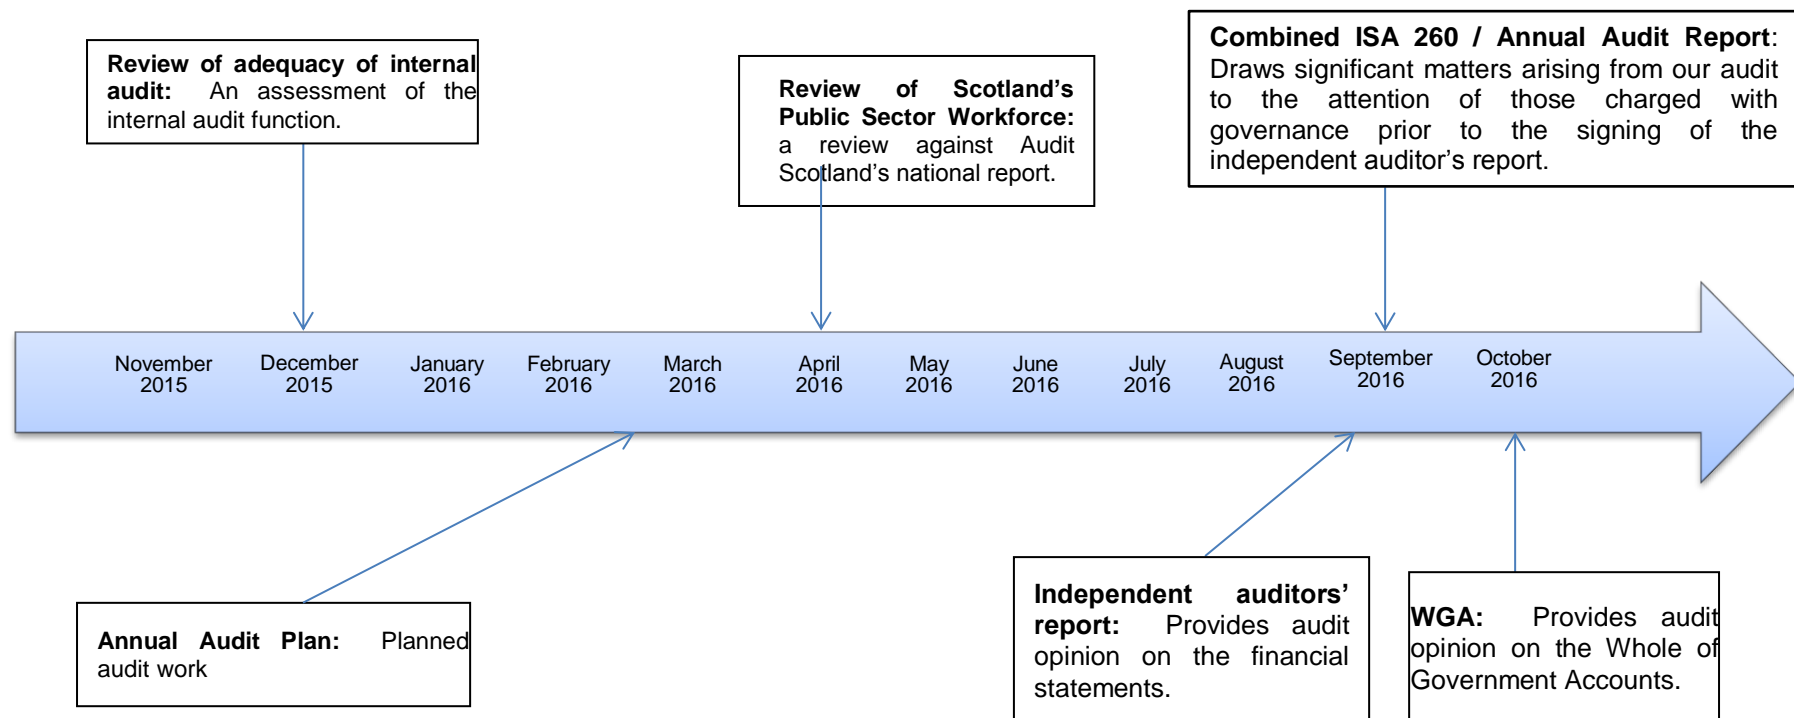 Review of adequacy of internal
audit: An assessment of the
internal audit function.
Review of Scotland’s
Public Sector Workforce:
a review against Audit
Scotland’s national report.
Combined ISA 260 / Annual Audit Report:
Draws significant matters arising from our audit
to the attention of those charged with
governance prior to the signing of the
independent auditor’s report.
November
2015
December
2015
January
2016
February
2016
March
2016
April
2016
May
2016
June
2016
July
2016
August
2016
September
2016
October
2016
Annual Audit Plan: Planned
audit work
Independent auditors’
report: Provides audit
opinion on the financial
statements.
WGA: Provides audit
opinion on the Whole of
Government Accounts.